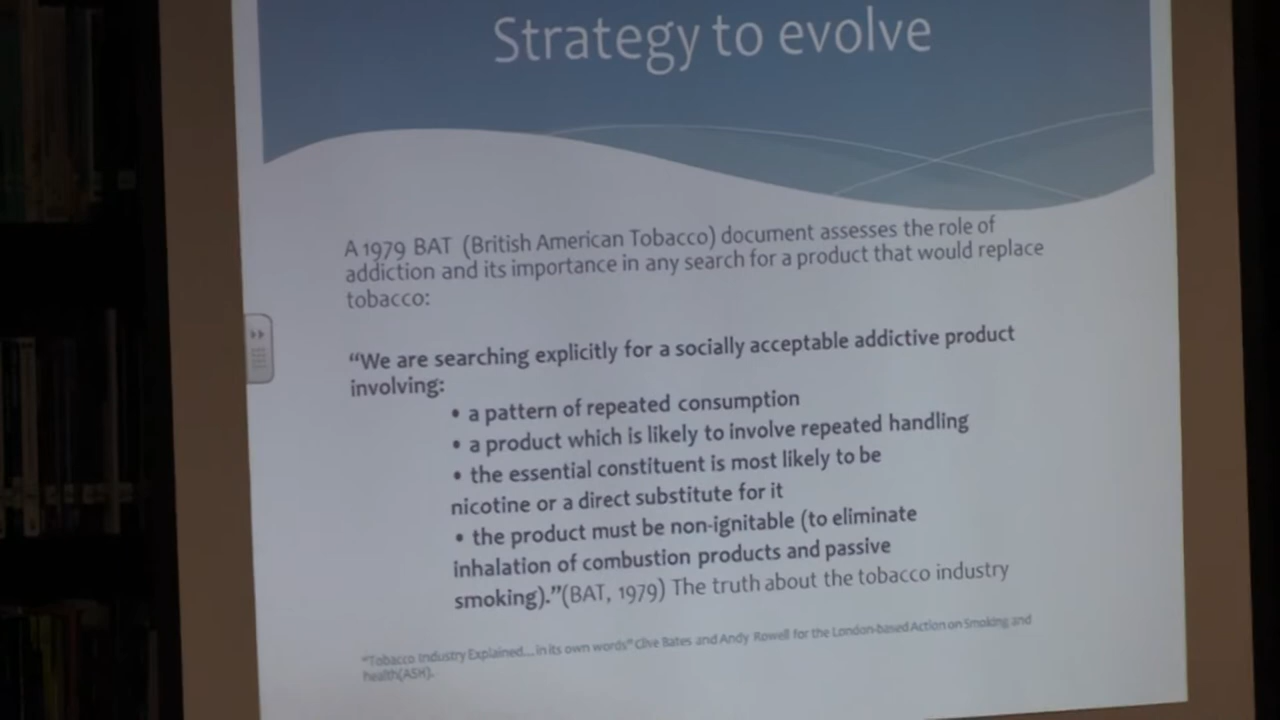 Strategy to evolve
A 1979 BAT (British American Tobacco) document assesses the role of
addiction and its importance in any search for a product that would replace
tobacco:
“We are searching explicitly for a socially acceptable addictive product
involving:
• a pattern of repeated consumption
• a product which is likely to involve repeated handling
• the essential constituent is most likely to be
nicotine or a direct substitute for it
• the product must be non-ignitable (to eliminate
inhalation of combustion products and passive
smoking).”(BAT, 1979) The truth about the tobacco industry
"Tobacco Industry Explained... in its own words" Clive Bates and Andy Rowell for the London-based Action on Smoking and
health(ASH).